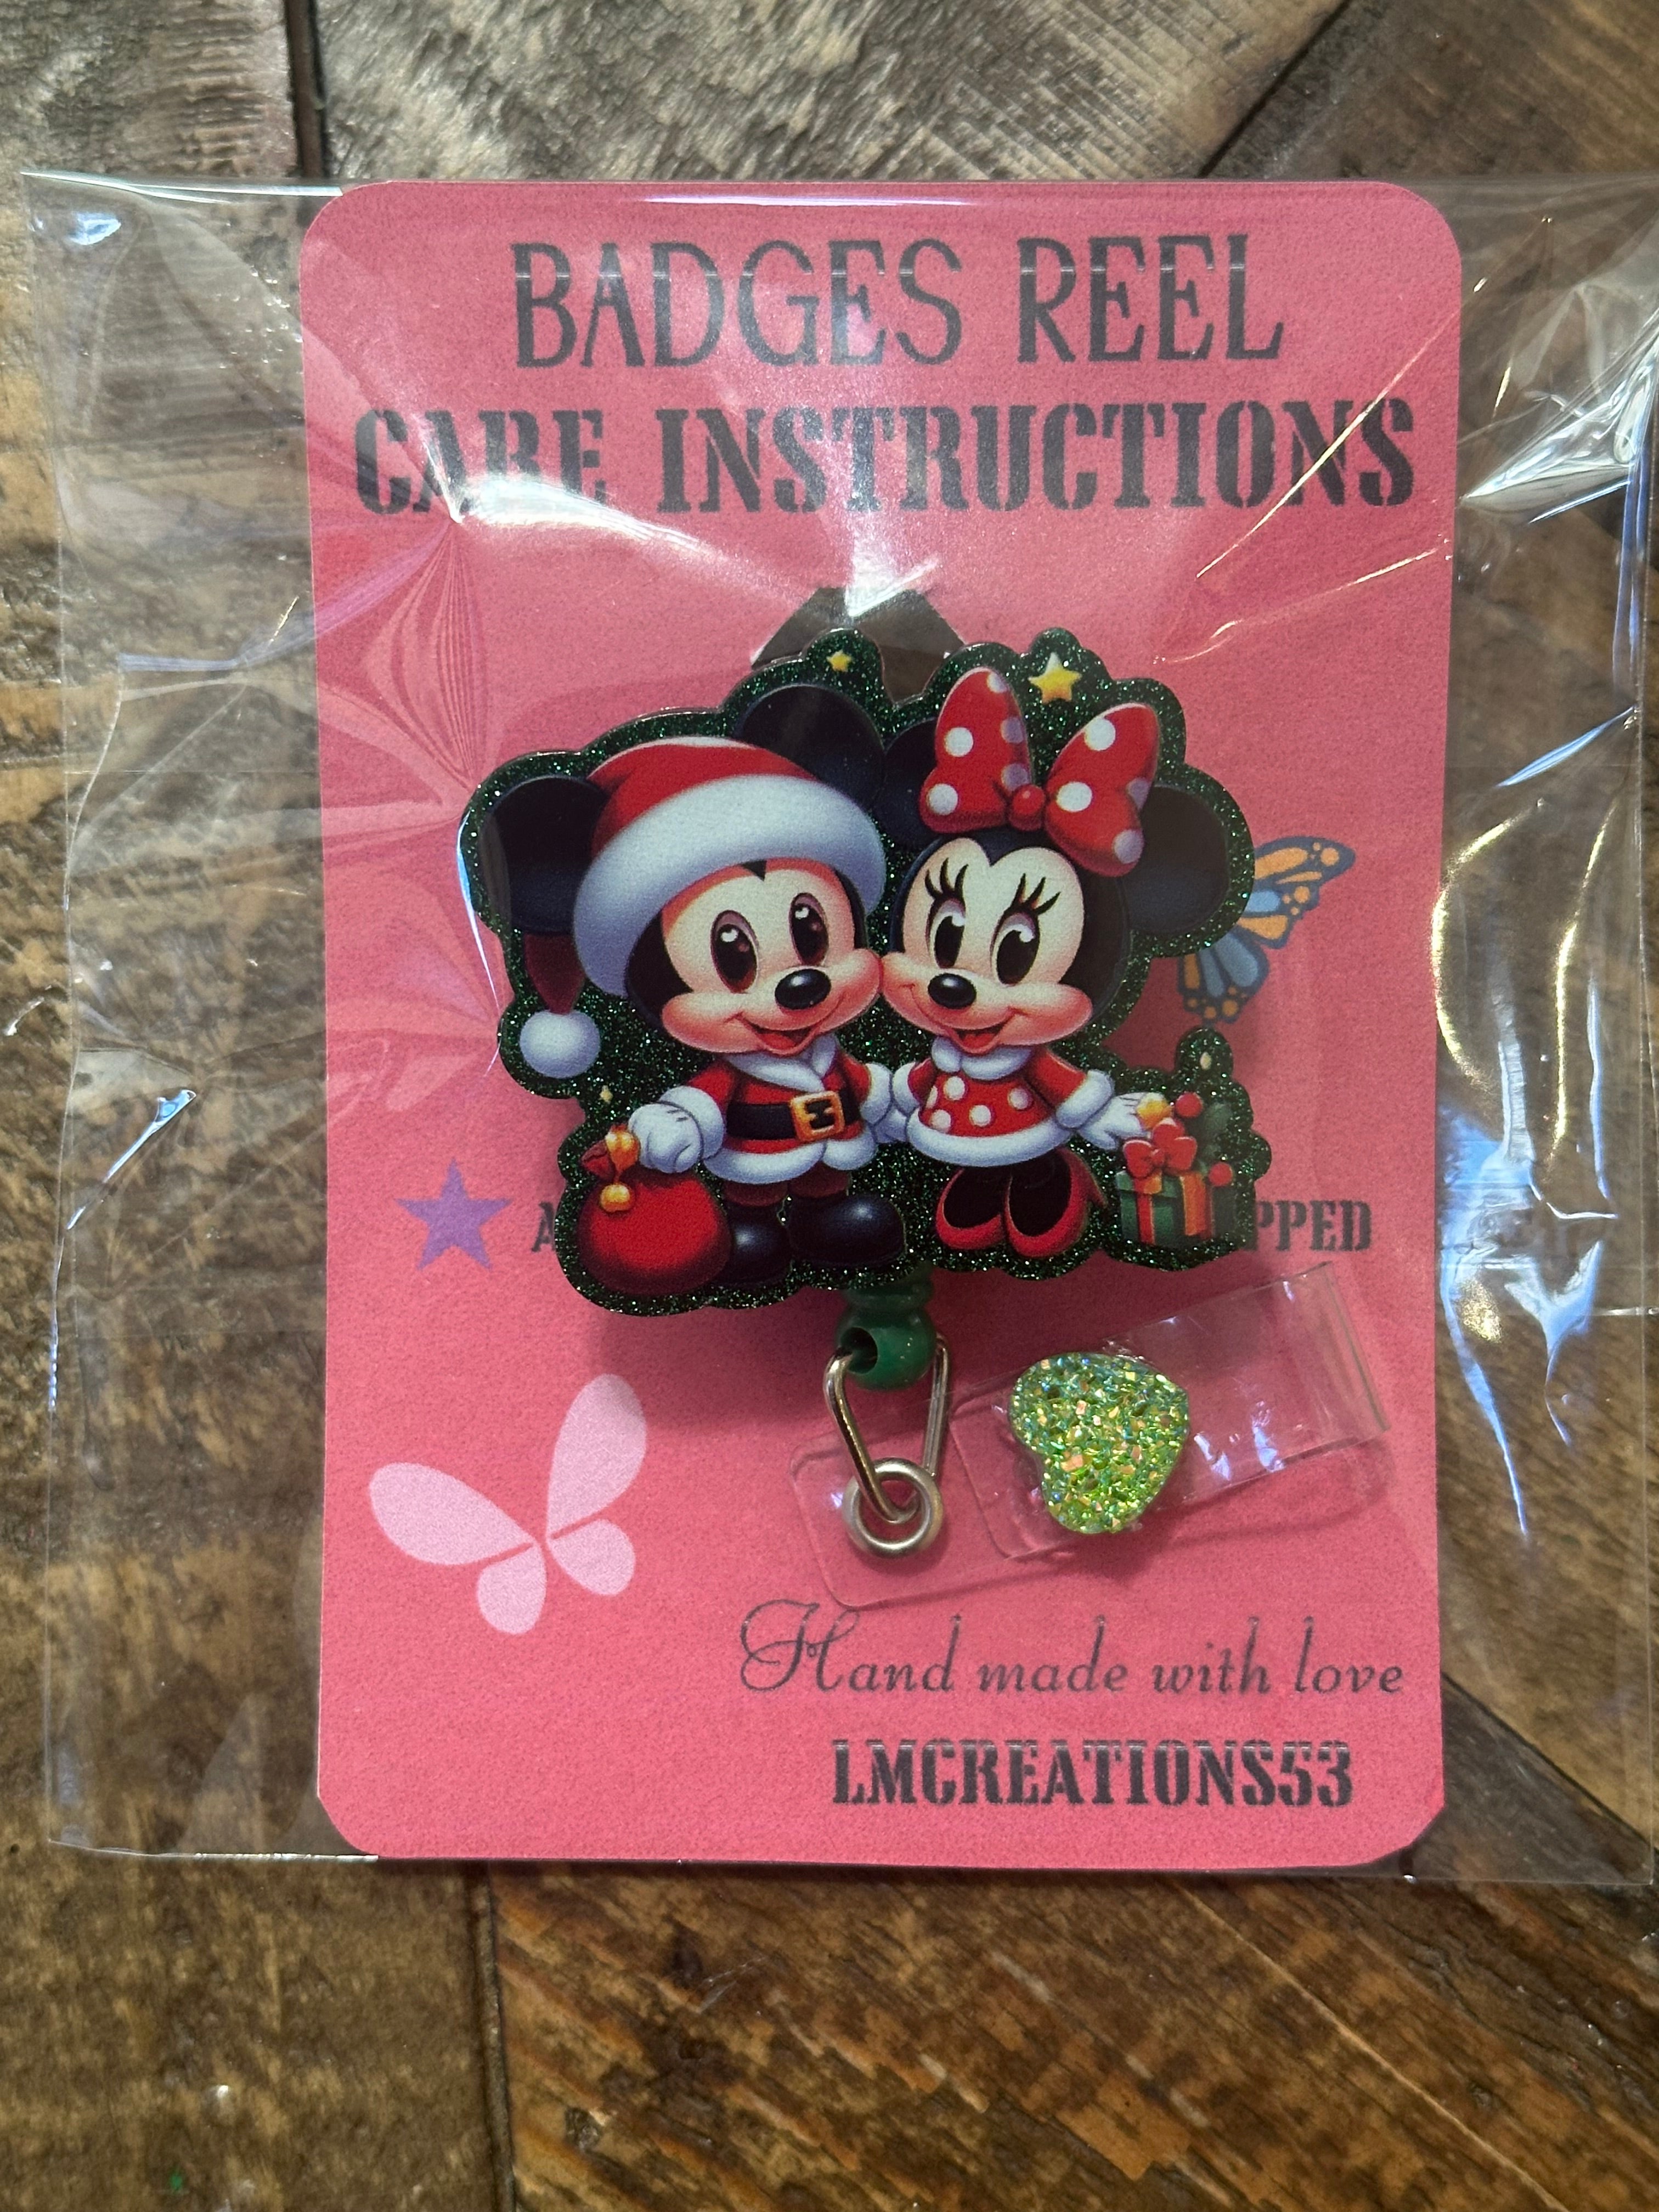 BADGES REEL
CARE INSTRUCTIONS
Hand made with love
LMCREATIONS53